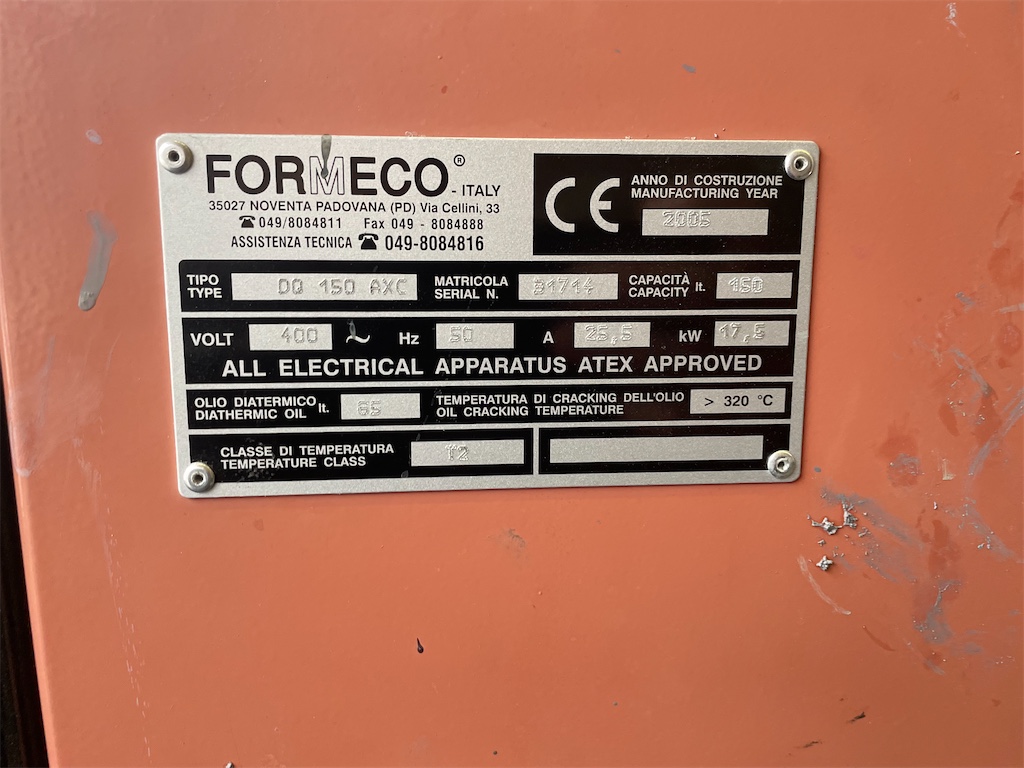 FORMECO® - ITALY
35027 NOVENTA PADOVANA (PD) Via Cellini, 33
☎ 049/8084811 Fax 049 - 8084888
ASSISTENZA TECNICA ☎ 049-8084816
CE
ANNO DI COSTRUZIONE
MANUFACTURING YEAR
2005
TIPO
TYPE
DQ 150 AXC
MATRICOLA
SERIAL N.
31714
CAPACITÀ
CAPACITY lt.
150
VOLT 400 ~ Hz 50 A 25,5 kW 17,5
ALL ELECTRICAL APPARATUS ATEX APPROVED
OLIO DIATERMICO
DIATHERMIC OIL lt.
65
TEMPERATURA DI CRACKING DELL'OLIO
OIL CRACKING TEMPERATURE
> 320 °C
CLASSE DI TEMPERATURA
TEMPERATURE CLASS
T2